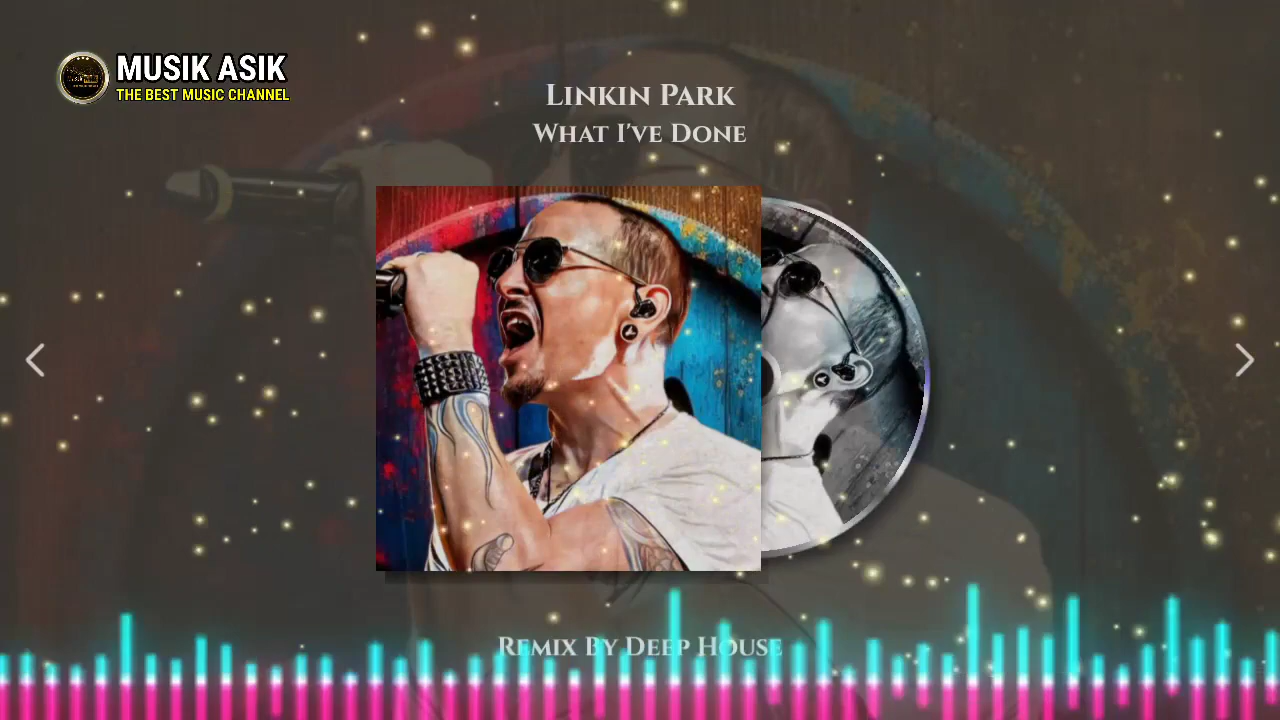 MUSIK ASIK
THE BEST MUSIC CHANNEL
LINKIN PARK
WHAT I'VE DONE
REMIX BY DEEP HOUSE